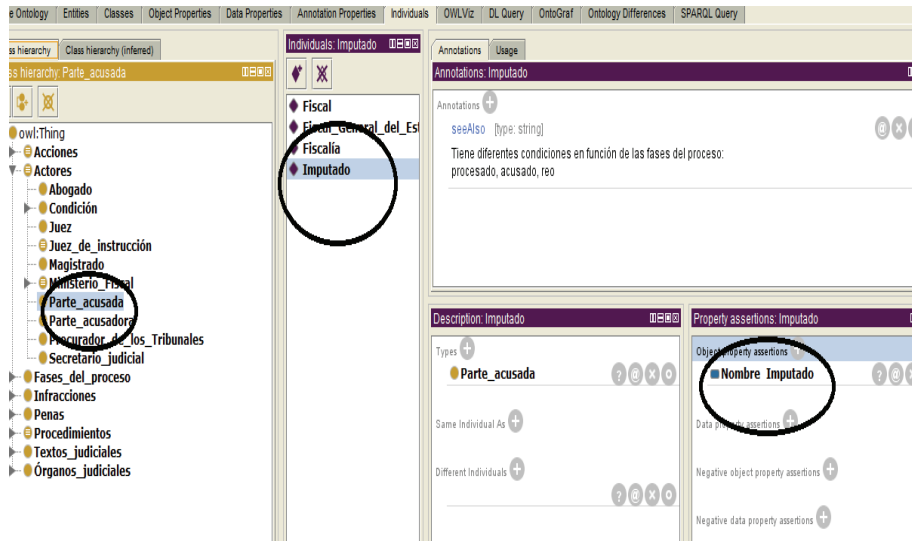 e Ontology Entities Classes Object Properties Data Properties Annotation Properties Individuals OWLViz DL Query OntoGraf Ontology Differences SPARQL Query
ss hierarchy Class hierarchy (inferred)
ss hierarchy: Parte_acusada
owl:Thing
Acciones
Actores
Abogado
Condición
Juez
Juez_de_instrucción
Magistrado
Ministerio_Fiscal
Parte_acusada
Parte_acusadora
Procurador_de_los_Tribunales
Secretario_judicial
Fases_del_proceso
Infracciones
Penas
Procedimientos
Textos_judiciales
Órganos_judiciales
Individuals: Imputado
Fiscal
Fiscal_General_del_Est
Fiscalía
Imputado
Annotations Usage
Annotations: Imputado
Annotations
seeAlso [type: string]
Tiene diferentes condiciones en función de las fases del proceso:
procesado, acusado, reo
Description: Imputado
Types
Parte_acusada
Same Individual As
Different Individuals
Property assertions: Imputado
Object property assertions
Nombre Imputado
Data property assertions
Negative object property assertions
Negative data property assertions